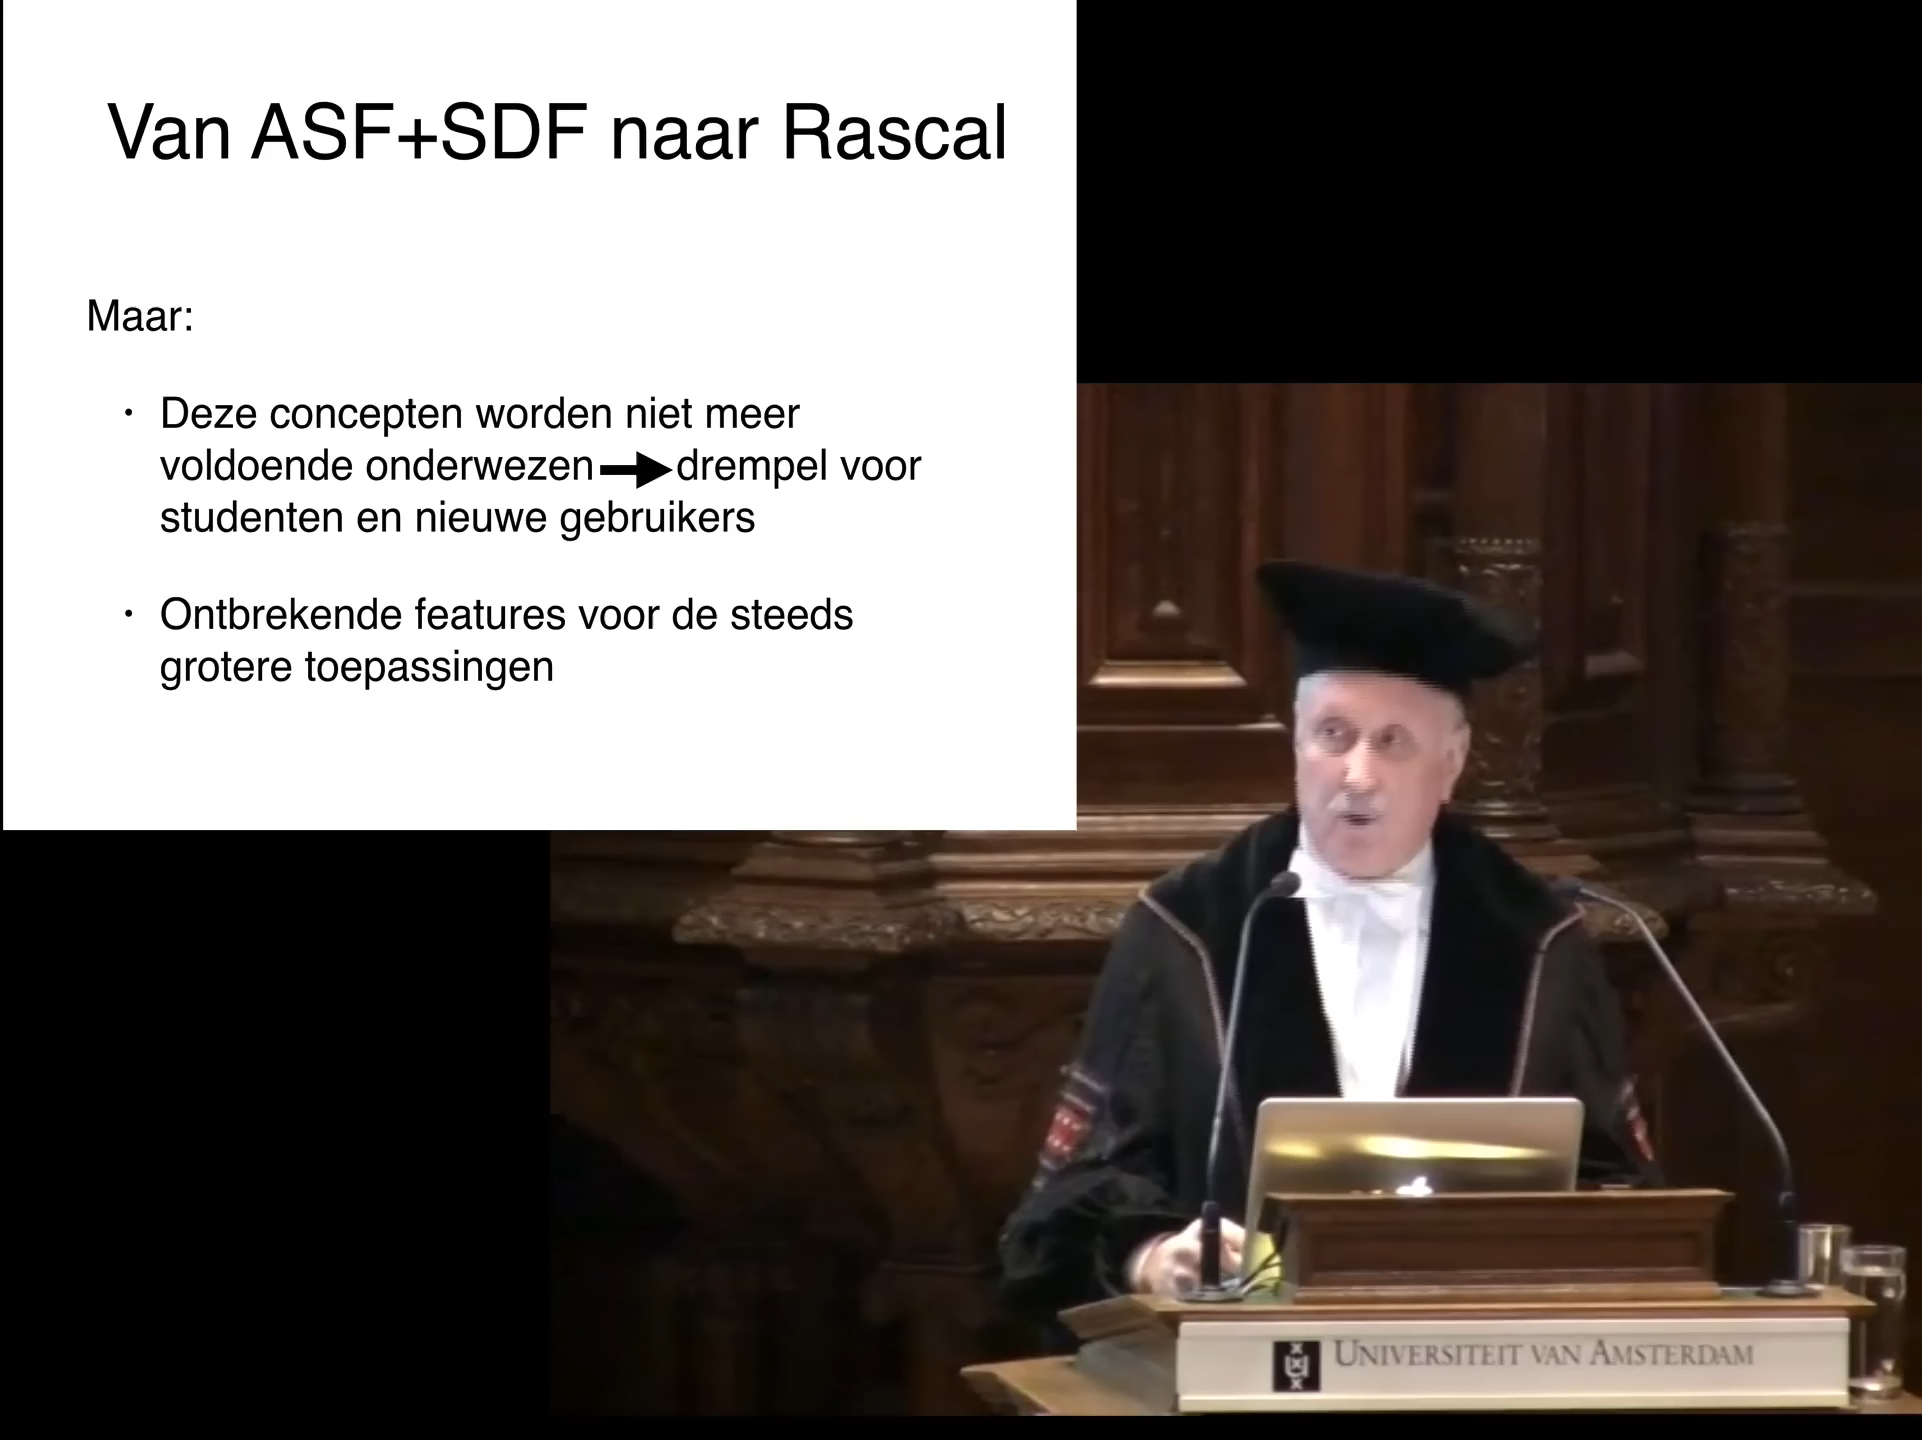 Van ASF+SDF naar Rascal
Maar:
• Deze concepten worden niet meer
voldoende onderwezen ➡ drempel voor
studenten en nieuwe gebruikers
• Ontbrekende features voor de steeds
grotere toepassingen
UNIVERSITEIT VAN AMSTERDAM